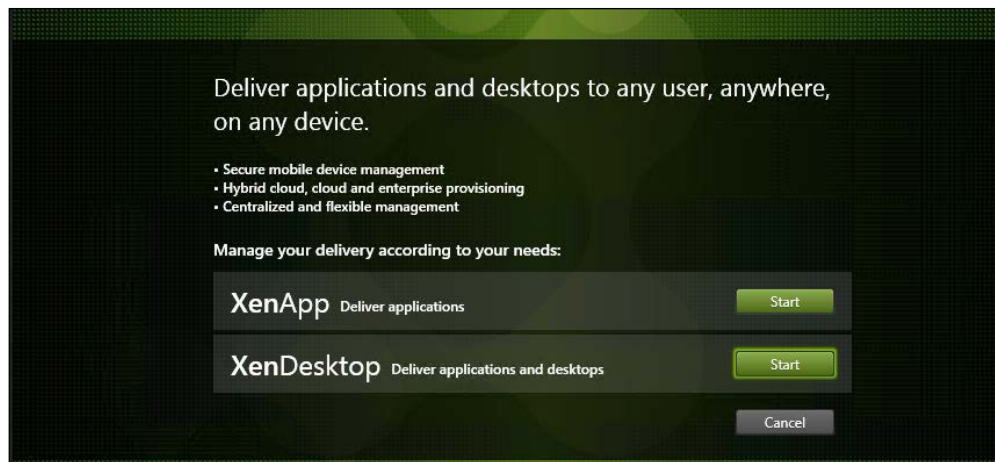 Deliver applications and desktops to any user, anywhere,
on any device.
▪ Secure mobile device management
▪ Hybrid cloud, cloud and enterprise provisioning
▪ Centralized and flexible management
Manage your delivery according to your needs:
XenApp Deliver applications Start
XenDesktop Deliver applications and desktops Start
Cancel